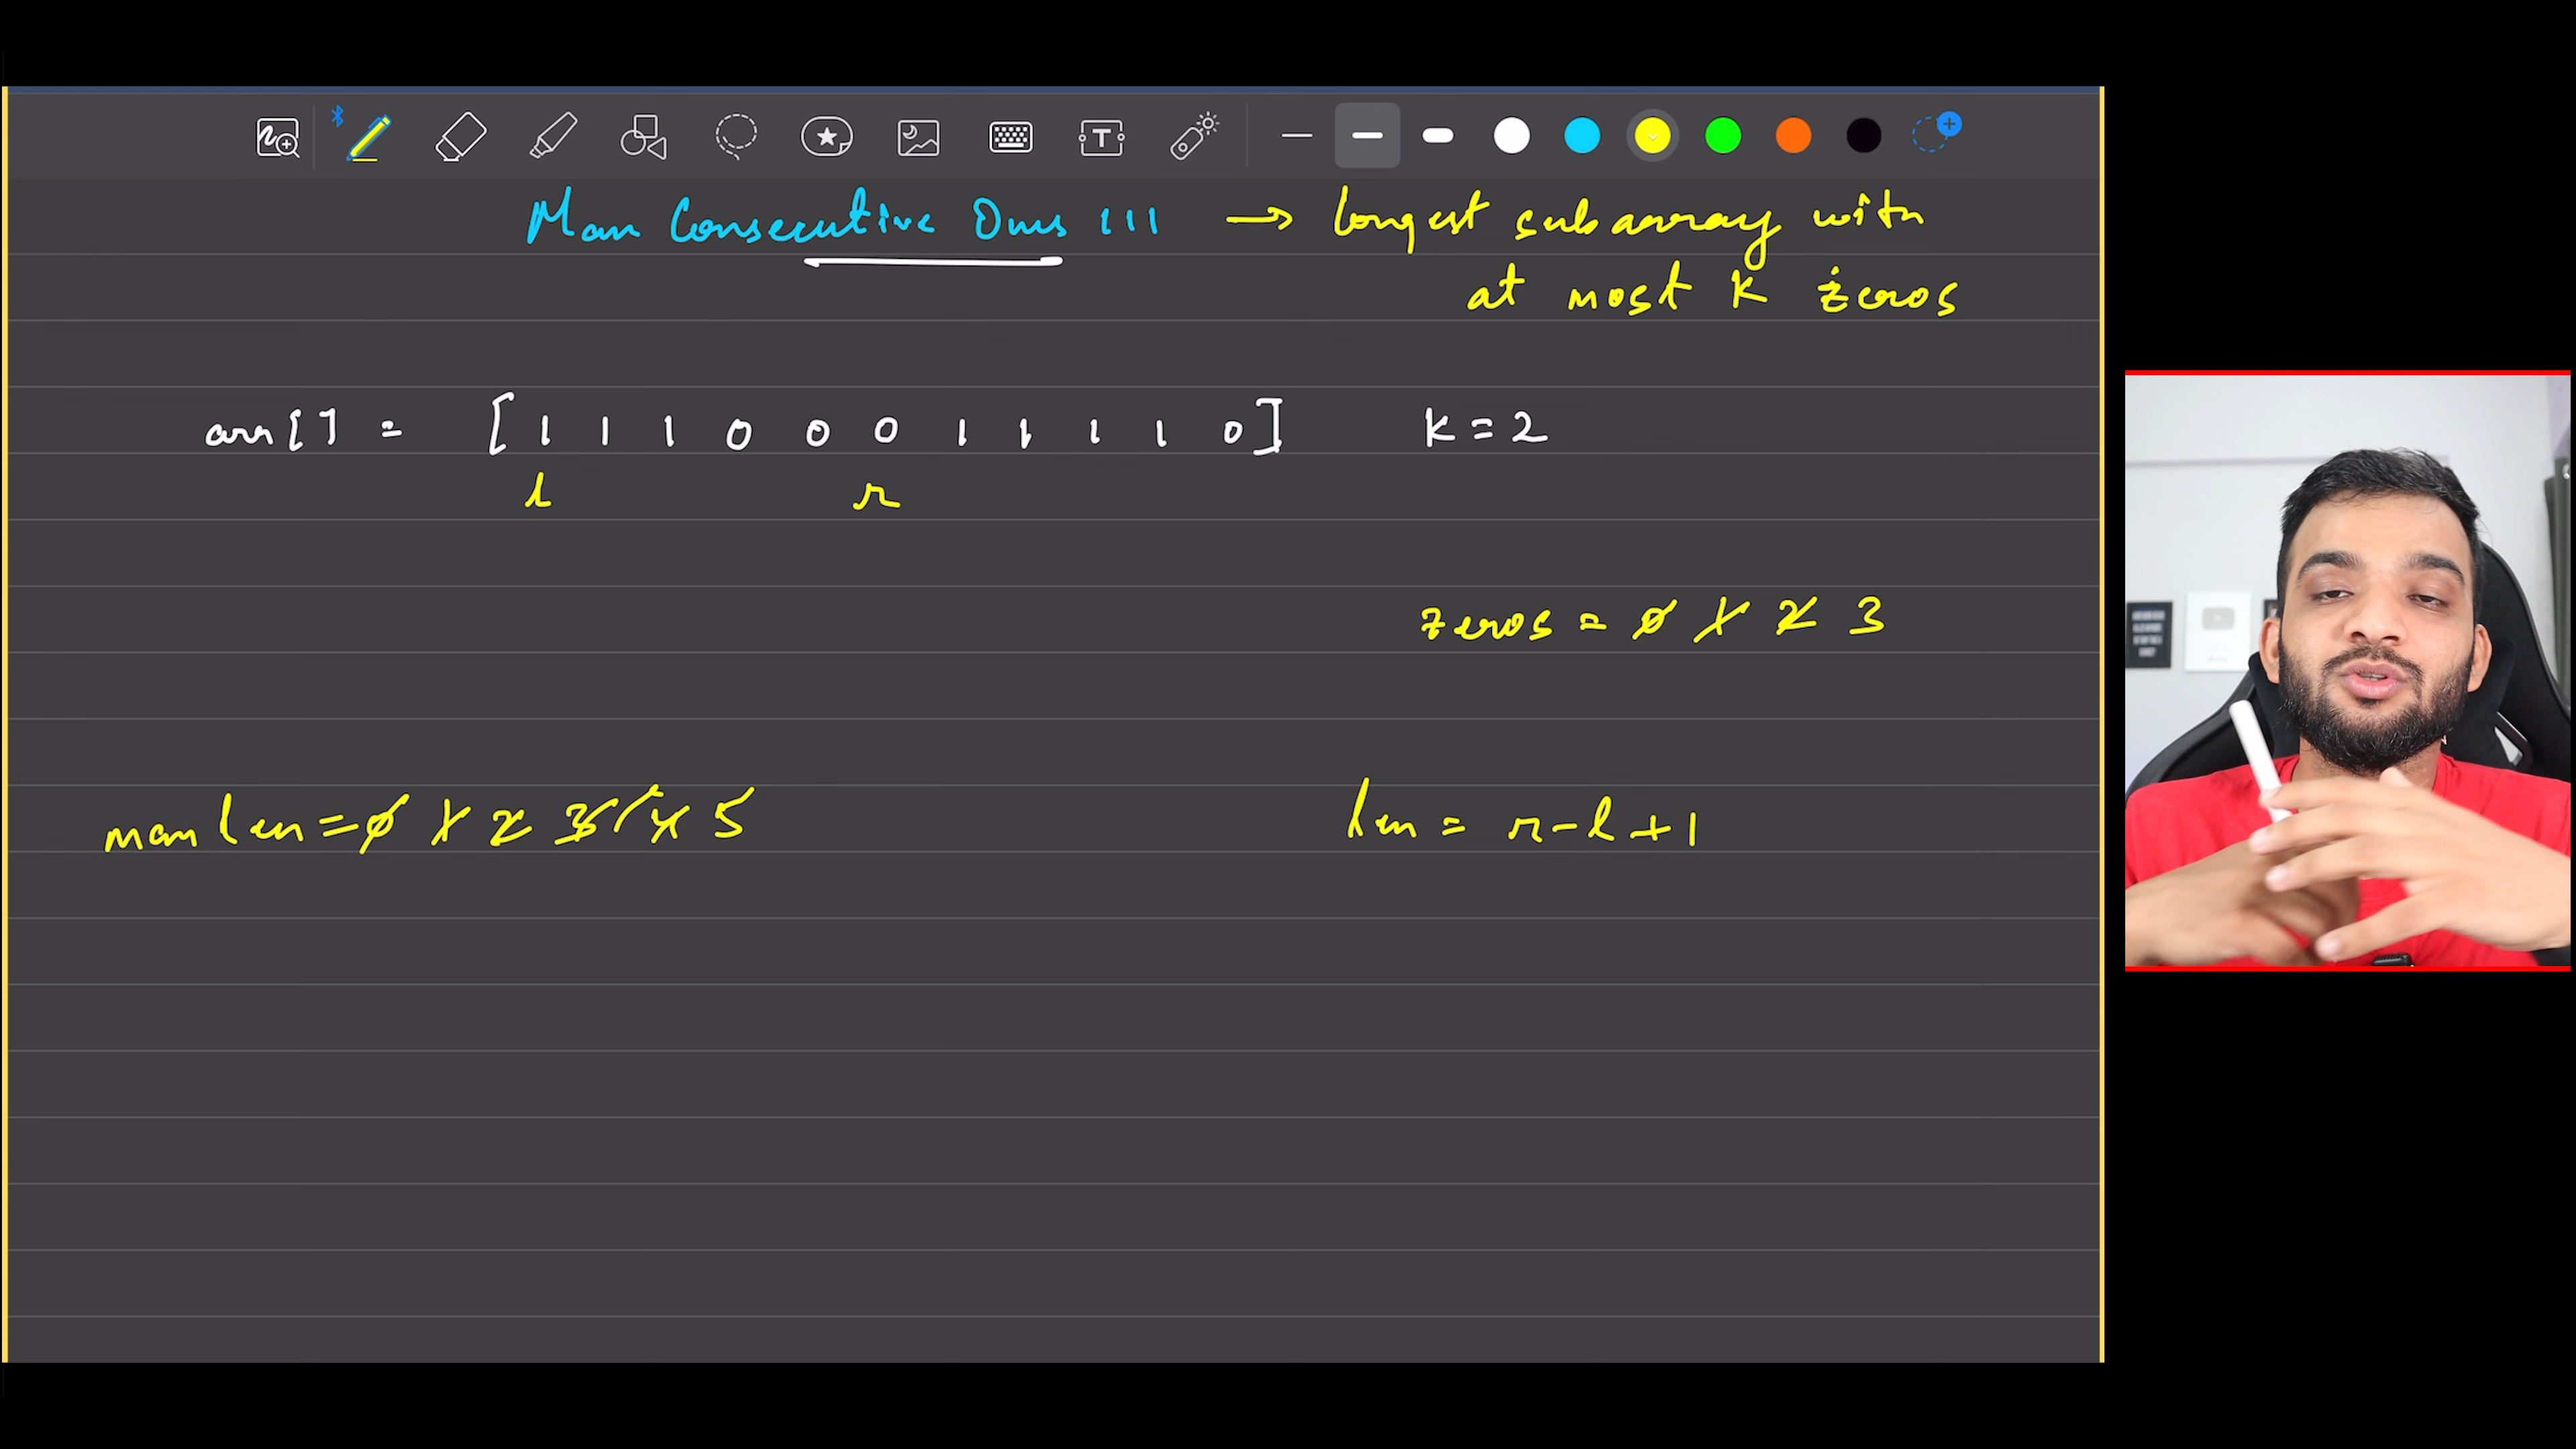 Max Consecutive Ones III → Longest subarray with
at most K zeros
arr[] = [1 1 1 0 0 0 1 1 1 1 0] K = 2
l r
zeros = 0 1 2 3
maxlen = 0 1 2 3 4 5
len = r - l + 1